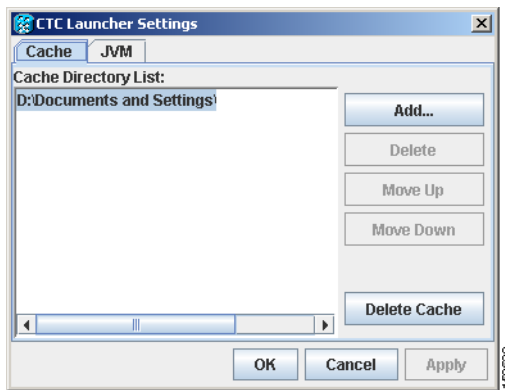 CTC Launcher Settings
Cache JVM
Cache Directory List:
D:\Documents and Settings\
Add...
Delete
Move Up
Move Down
Delete Cache
OK Cancel Apply